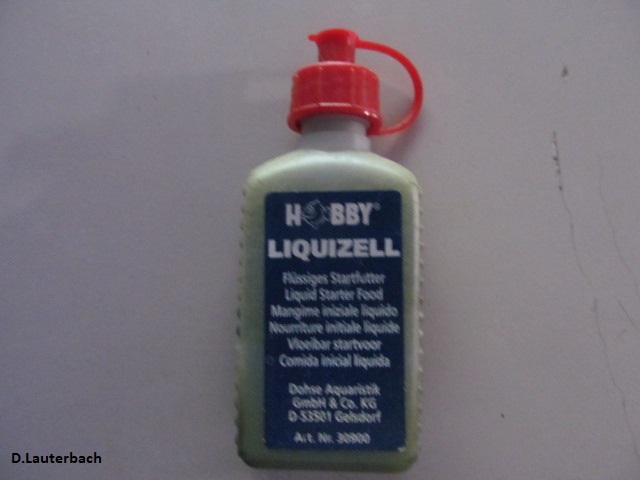 HOBBY®
LIQUIZELL
Flüssiges Startfutter
Liquid Starter Food
Mangime iniziale liquido
Nourriture initiale liquide
Vloeibar startvoor
Comida inicial liquida
Dohse Aquaristik
GmbH & Co. KG
D-53501 Gelsdorf
Art. Nr. 30900
D.Lauterbach